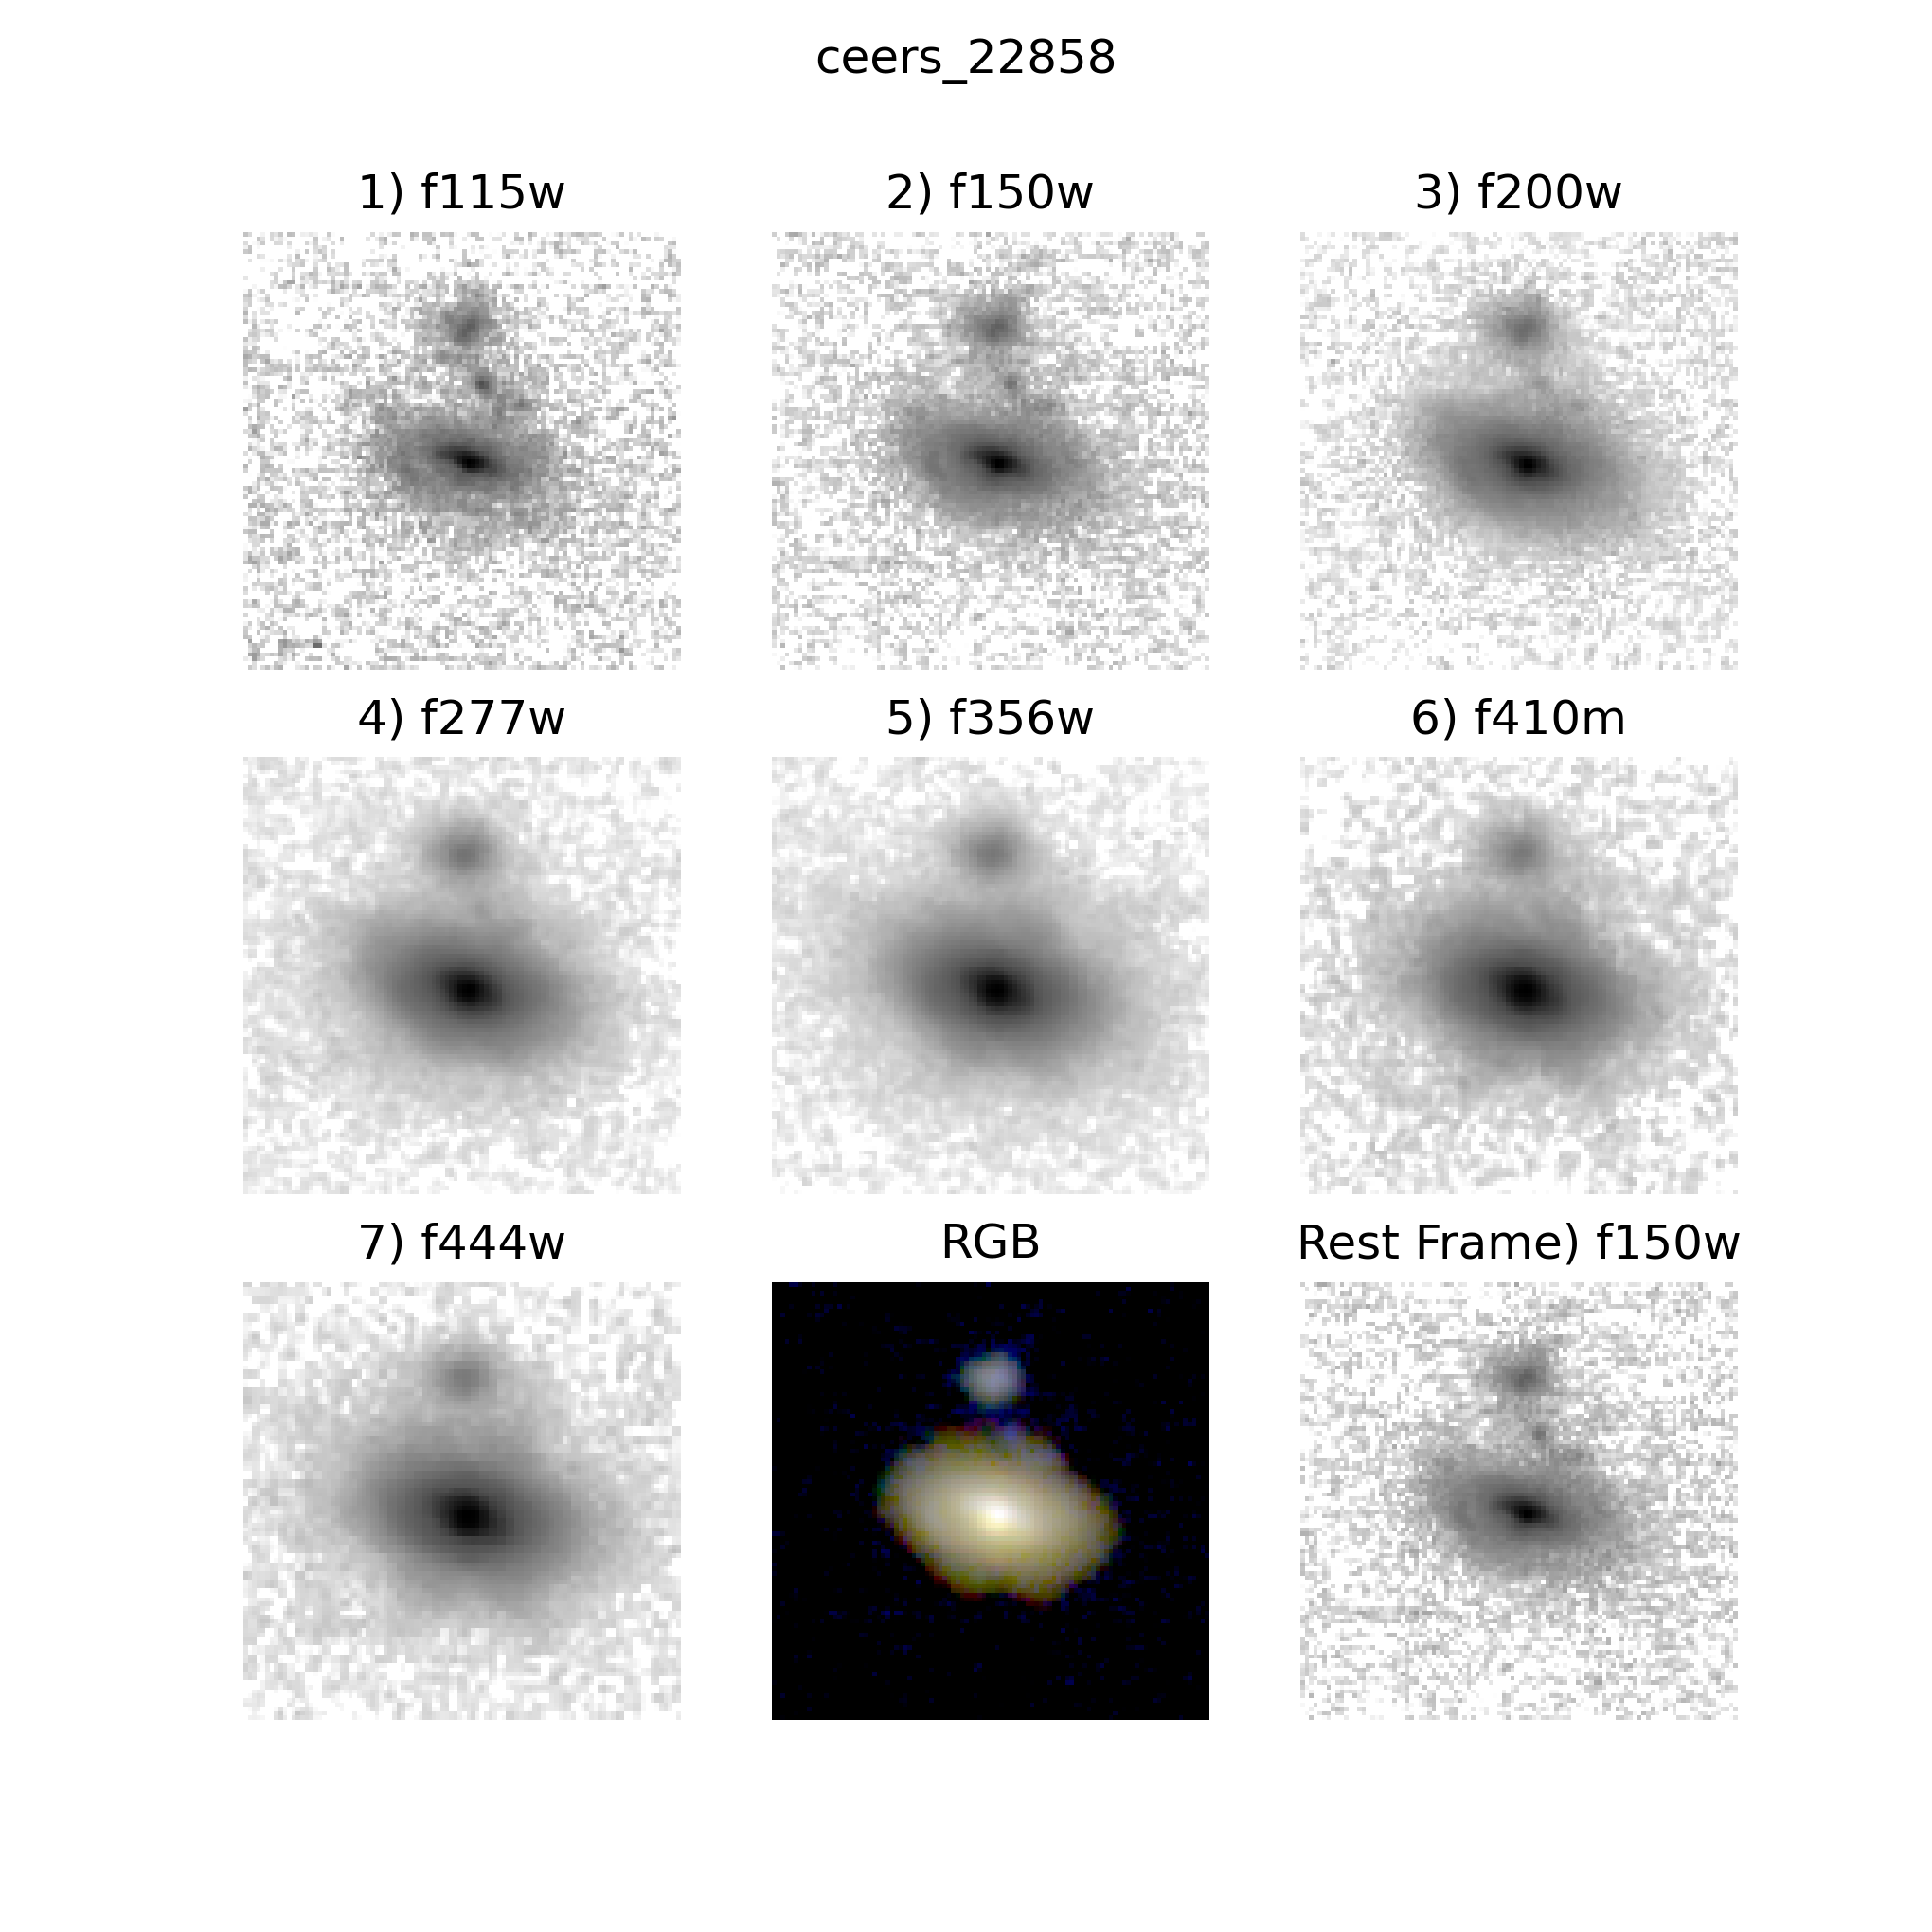 ceers_22858
1) f115w
2) f150w
3) f200w
4) f277w
5) f356w
6) f410m
7) f444w
RGB
Rest Frame) f150w